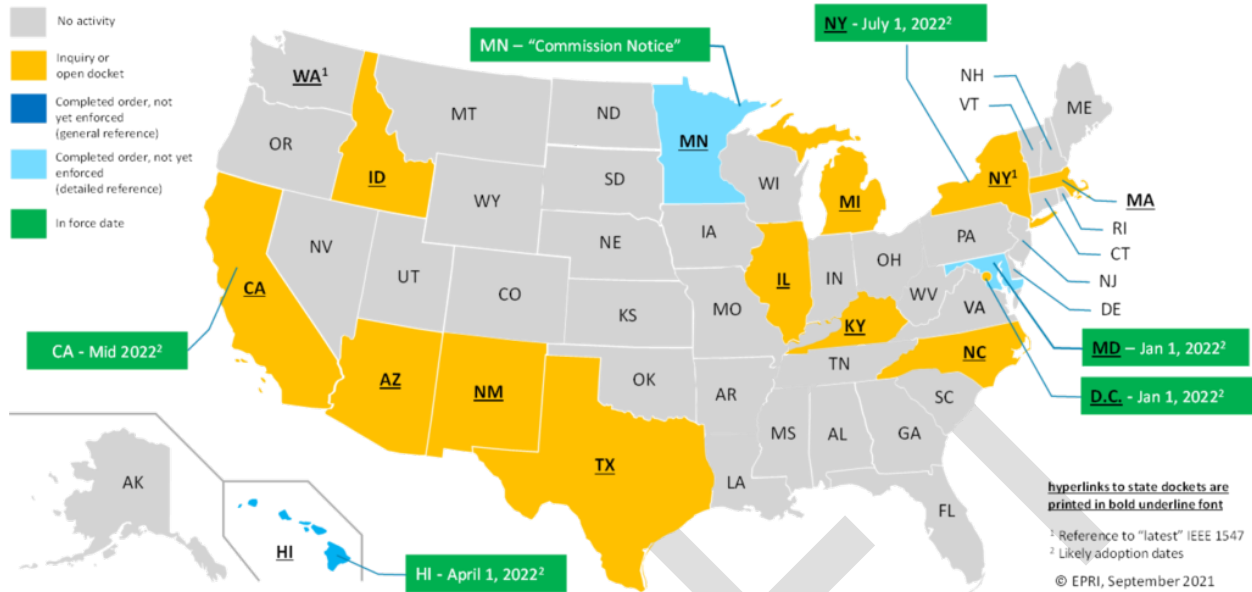 No activity
Inquiry or
open docket
Completed order, not
yet enforced
(general reference)
Completed order, not yet
enforced
(detailed reference)
In force date
MN – “Commission Notice”
NY - July 1, 2022²
WA¹
OR
ID
MT
WY
ND
SD
NE
KS
OK
MN
IA
MO
AR
LA
WI
MI
IL
IN
OH
KY
TN
MS
AL
GA
FL
SC
NC
VA
WV
PA
NY¹
NH
VT
ME
MA
RI
CT
NJ
DE
CA
NV
UT
CO
AZ
NM
TX
CA - Mid 2022²
MD – Jan 1, 2022²
D.C. - Jan 1, 2022²
AK
HI
HI - April 1, 2022²
hyperlinks to state dockets are
printed in bold underline font
¹ Reference to “latest” IEEE 1547
² Likely adoption dates
© EPRI, September 2021